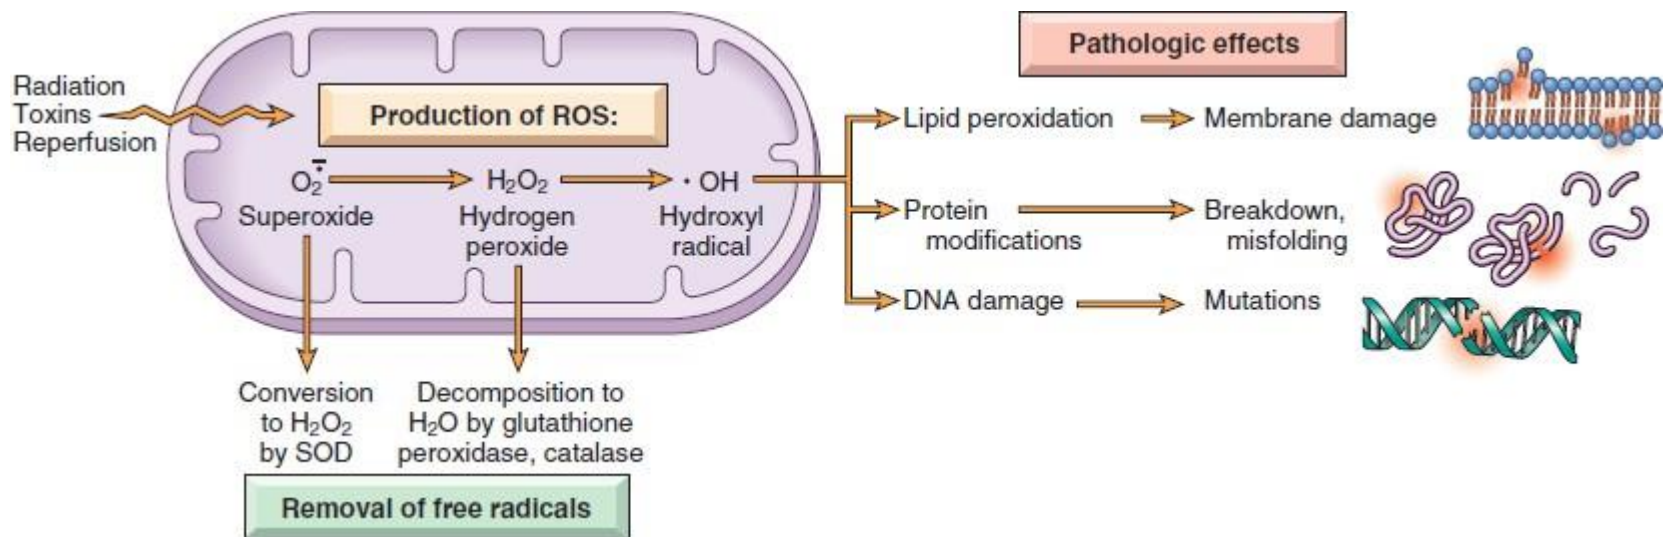 Radiation
Toxins
Reperfusion
Production of ROS:
O₂⨪
Superoxide
H₂O₂
Hydrogen
peroxide
· OH
Hydroxyl
radical
Pathologic effects
Lipid peroxidation
Membrane damage
Protein
modifications
Breakdown,
misfolding
DNA damage
Mutations
Conversion
to H₂O₂
by SOD
Decomposition to
H₂O by glutathione
peroxidase, catalase
Removal of free radicals